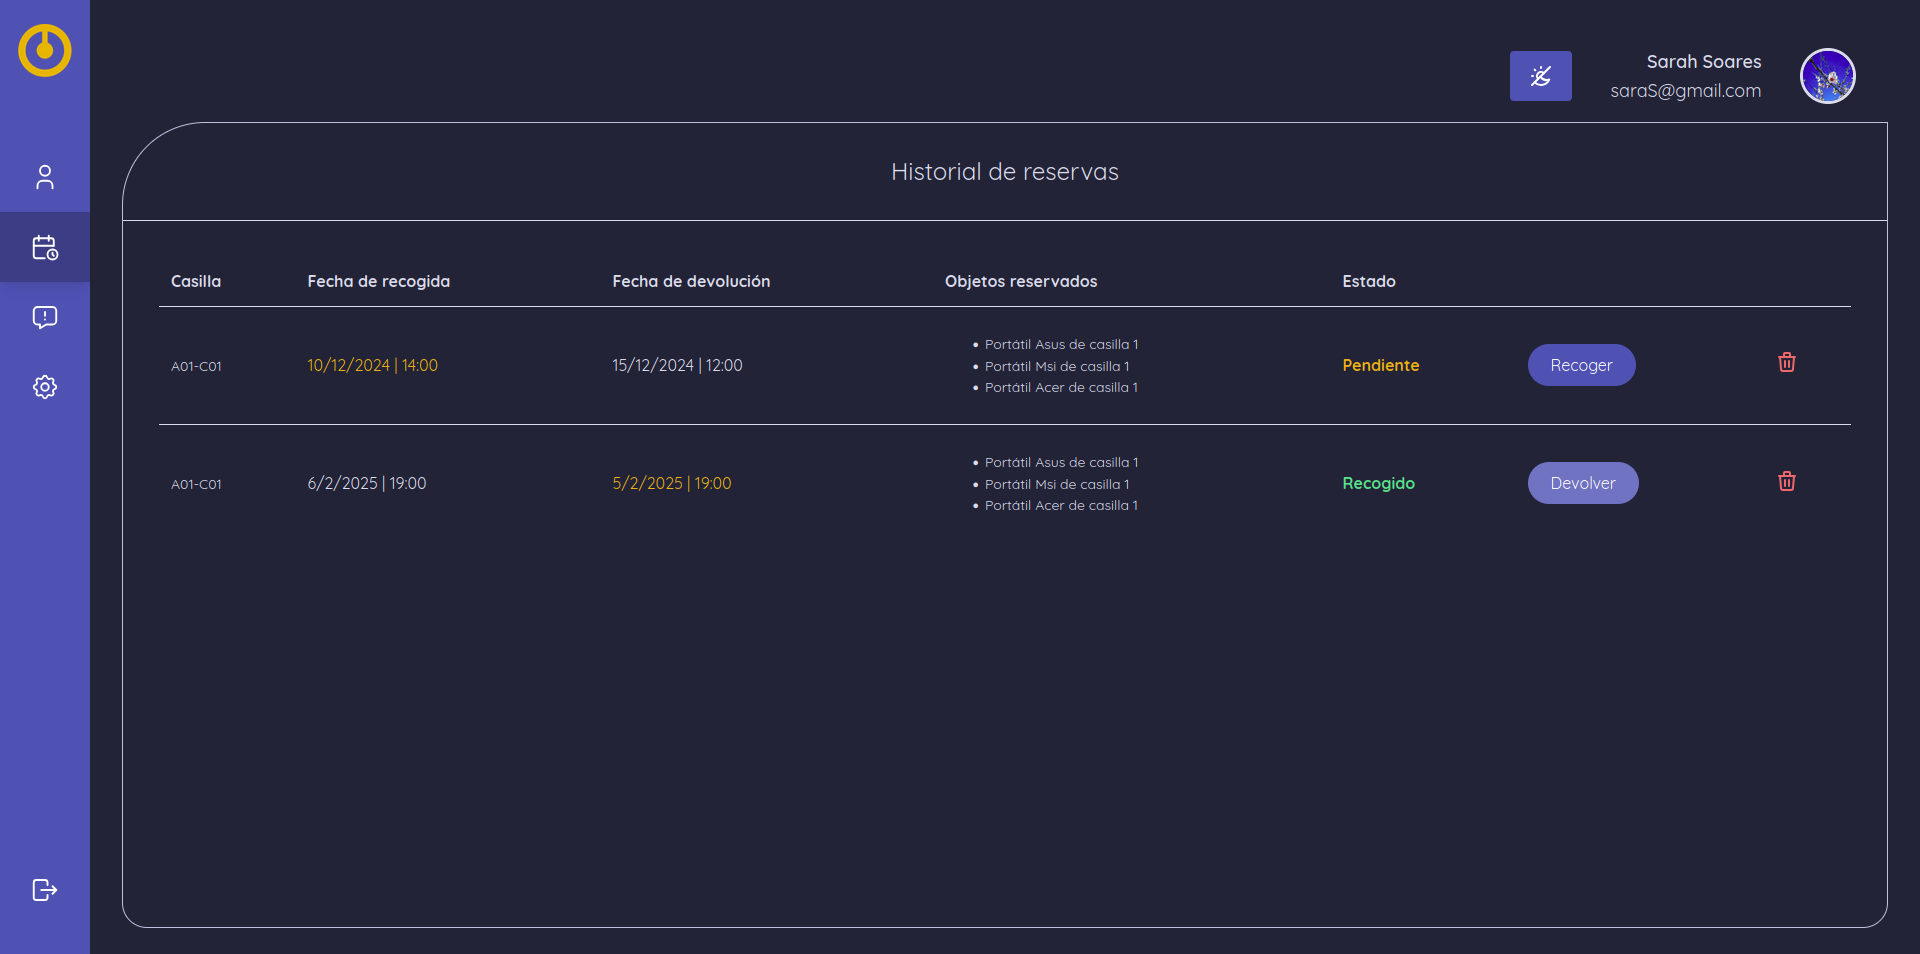 Sarah Soares
saraS@gmail.com
Historial de reservas
Casilla Fecha de recogida Fecha de devolución Objetos reservados Estado
A01-C01 10/12/2024 | 14:00 15/12/2024 | 12:00
• Portátil Asus de casilla 1
• Portátil Msi de casilla 1
• Portátil Acer de casilla 1
Pendiente Recoger
A01-C01 6/2/2025 | 19:00 5/2/2025 | 19:00
• Portátil Asus de casilla 1
• Portátil Msi de casilla 1
• Portátil Acer de casilla 1
Recogido Devolver